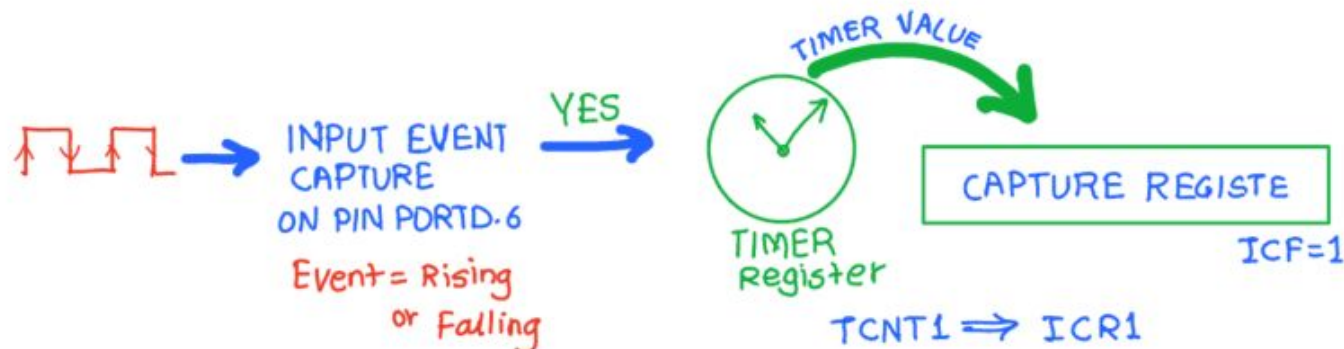 INPUT EVENT
CAPTURE
ON PIN PORTD.6
Event = Rising
or Falling
YES
TIMER VALUE
TIMER
Register
CAPTURE REGISTE
ICF=1
TCNT1 ⇒ ICR1